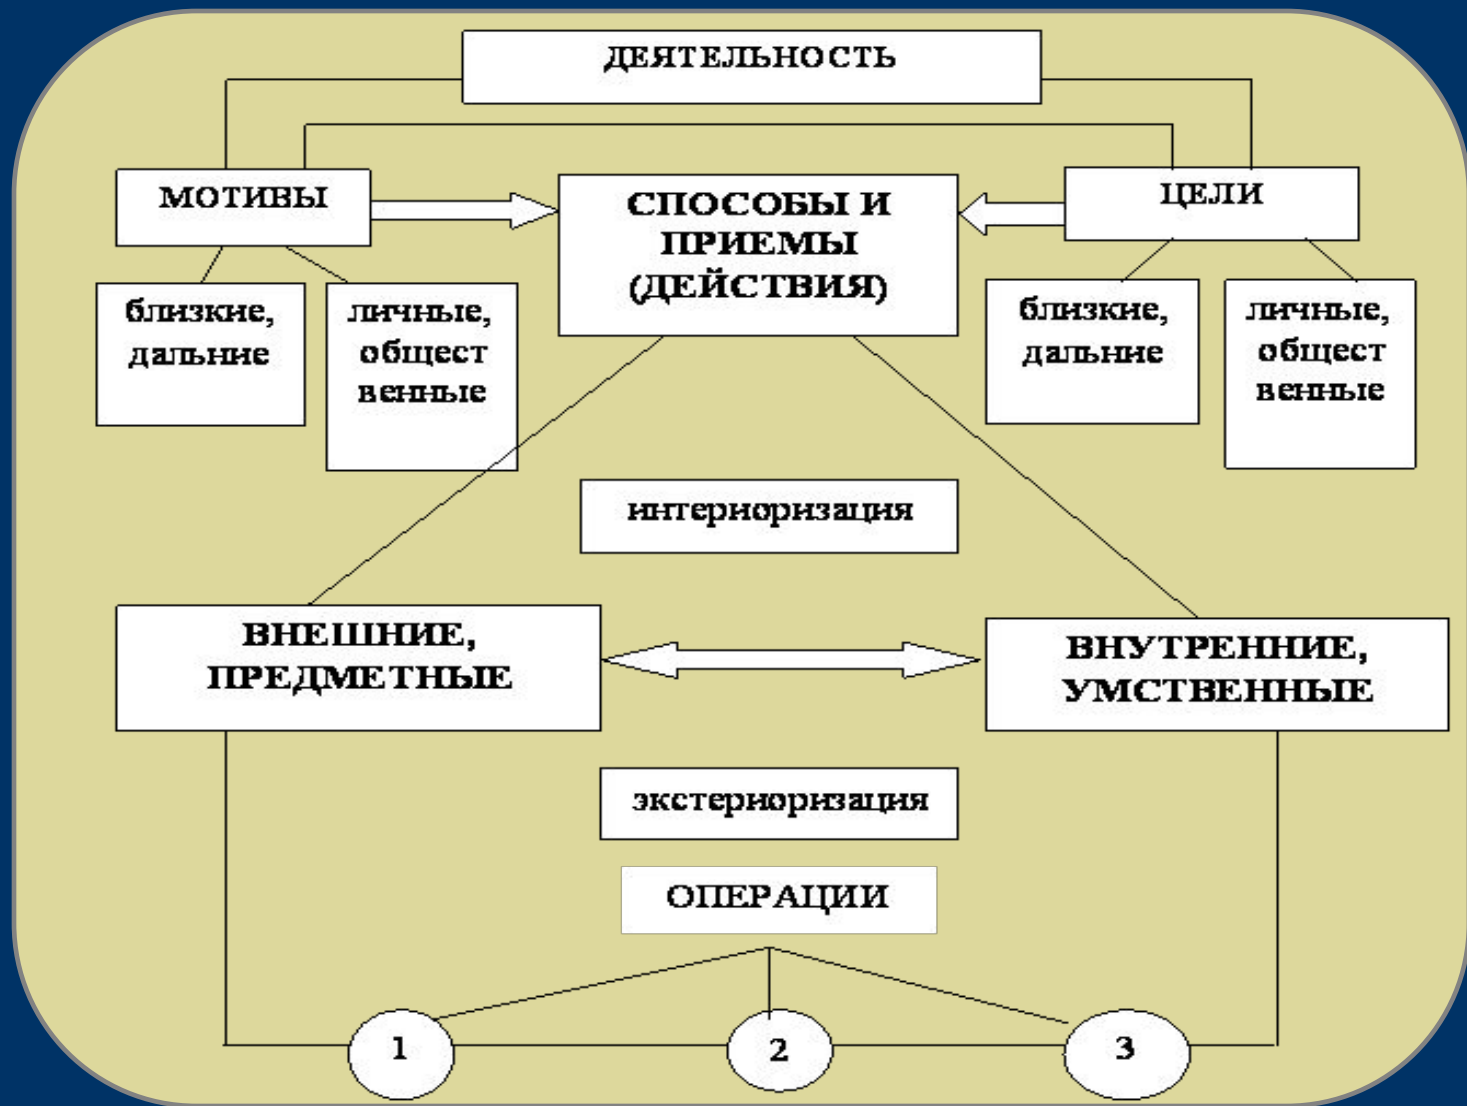 ДЕЯТЕЛЬНОСТЬ
МОТИВЫ
СПОСОБЫ И
ПРИЕМЫ
(ДЕЙСТВИЯ)
ЦЕЛИ
близкие,
дальние
личные,
общест
венные
близкие,
дальние
личные,
общест
венные
интериоризация
ВНЕШНИЕ,
ПРЕДМЕТНЫЕ
ВНУТРЕННИЕ,
УМСТВЕННЫЕ
экстериоризация
ОПЕРАЦИИ
1
2
3